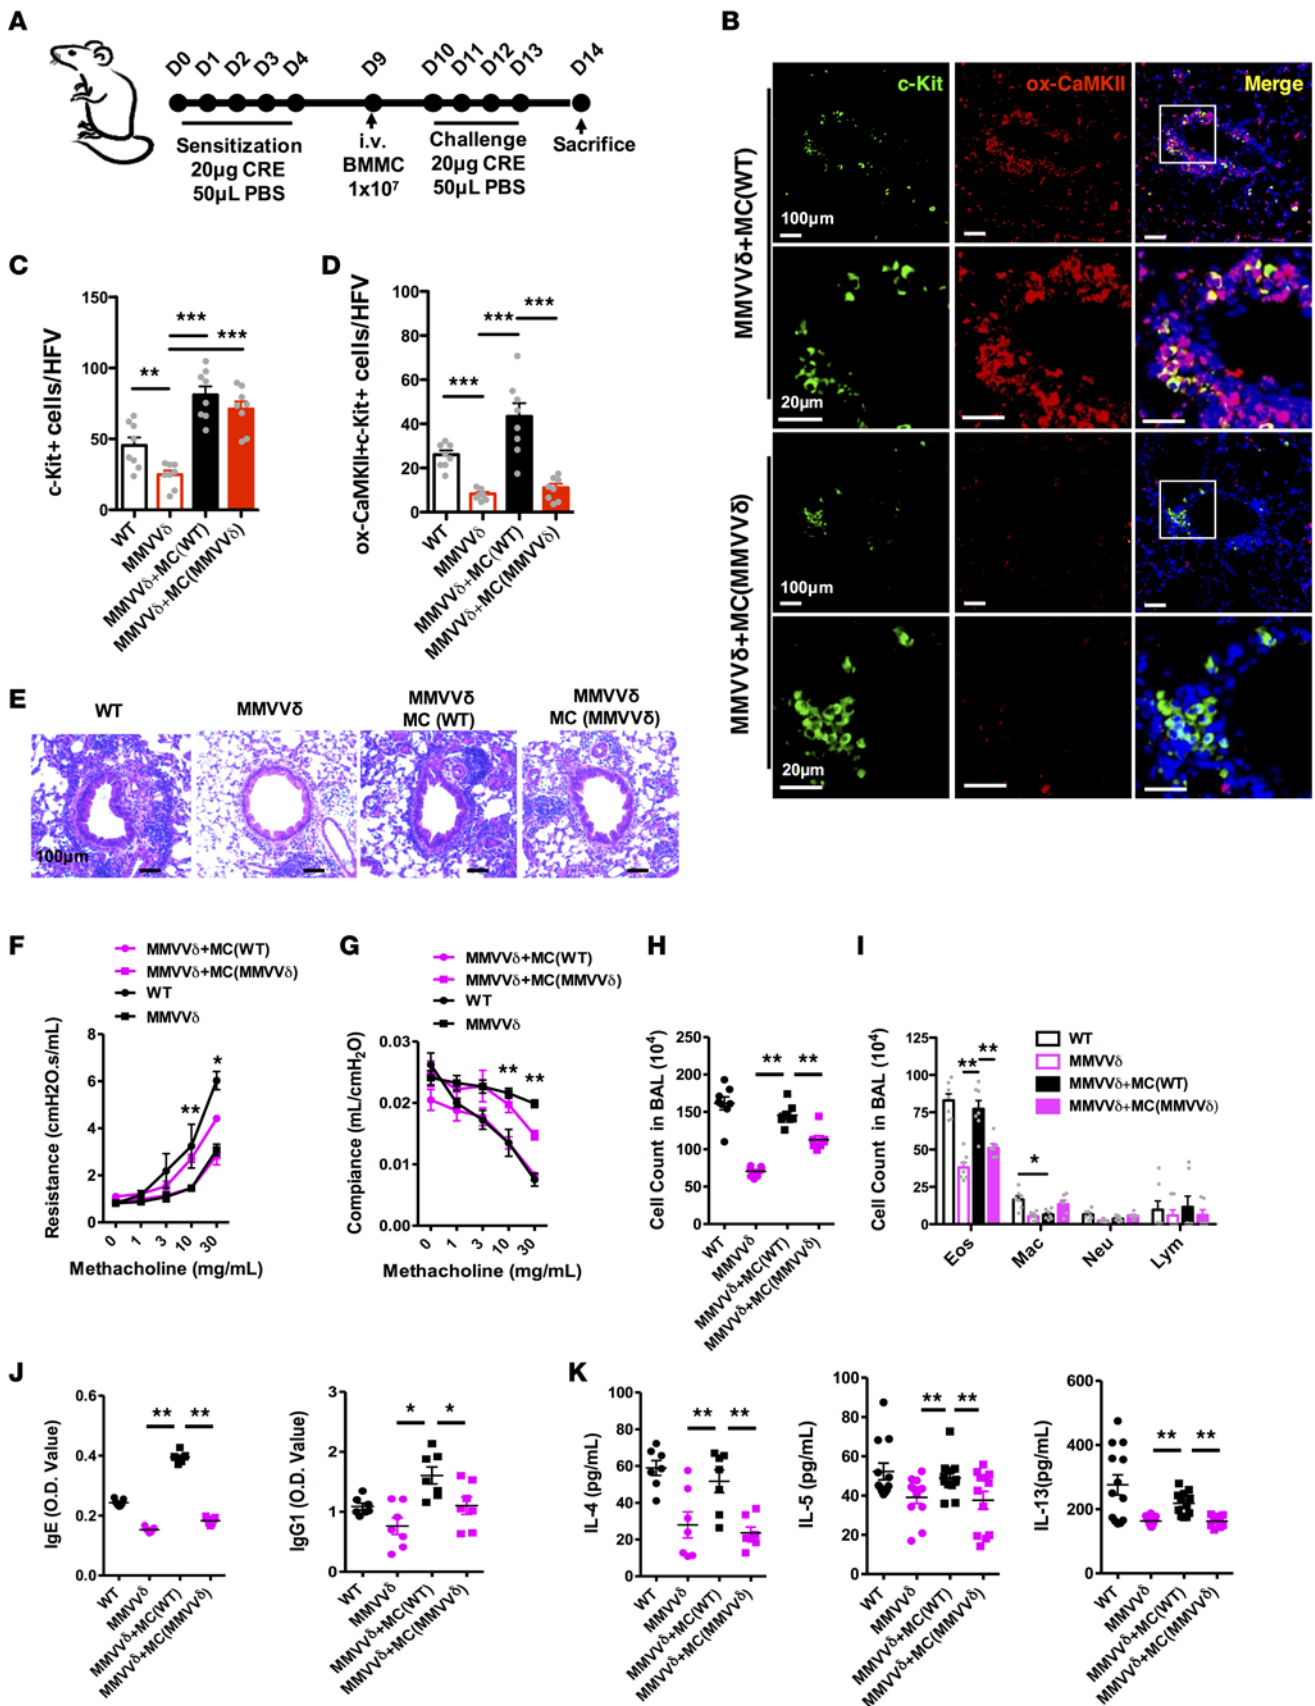 A
D0 D1 D2 D3 D4 D9 D10 D11 D12 D13 D14
Sensitization
20µg CRE
50µL PBS
i.v.
BMMC
1x10⁷
Challenge
20µg CRE
50µL PBS
Sacrifice
B
c-Kit ox-CaMKII Merge
MMVVδ+MC(WT)
100µm
20µm
MMVVδ+MC(MMVVδ)
100µm
20µm
C
c-Kit+ cells/HFV
150
100
50
0
** *** ***
WT
MMVVδ
MMVVδ+MC(WT)
MMVVδ+MC(MMVVδ)
D
ox-CaMKII+c-Kit+ cells/HFV
100
80
60
40
20
0
*** *** ***
WT
MMVVδ
MMVVδ+MC(WT)
MMVVδ+MC(MMVVδ)
E
WT
MMVVδ
MMVVδ
MC (WT)
MMVVδ
MC (MMVVδ)
100µm
F
MMVVδ+MC(WT)
MMVVδ+MC(MMVVδ)
WT
MMVVδ
Resistance (cmH2O.s/mL)
8
6
4
2
0
** *
0 1 3 10 30
Methacholine (mg/mL)
G
MMVVδ+MC(WT)
MMVVδ+MC(MMVVδ)
WT
MMVVδ
Compiance (mL/cmH₂O)
0.03
0.02
0.01
0.00
** **
0 1 3 10 30
Methacholine (mg/mL)
H
Cell Count in BAL (10⁴)
250
200
150
100
50
0
** **
WT
MMVVδ
MMVVδ+MC(WT)
MMVVδ+MC(MMVVδ)
I
Cell Count in BAL (10⁴)
125
100
75
50
25
0
** **
*
WT
MMVVδ
MMVVδ+MC(WT)
MMVVδ+MC(MMVVδ)
Eos Mac Neu Lym
J
IgE (O.D. Value)
0.6
0.4
0.2
0.0
** **
WT
MMVVδ
MMVVδ+MC(WT)
MMVVδ+MC(MMVVδ)
IgG1 (O.D. Value)
3
2
1
0
* *
WT
MMVVδ
MMVVδ+MC(WT)
MMVVδ+MC(MMVVδ)
K
IL-4 (pg/mL)
100
80
60
40
20
0
** **
WT
MMVVδ
MMVVδ+MC(WT)
MMVVδ+MC(MMVVδ)
IL-5 (pg/mL)
100
80
60
40
20
0
** **
WT
MMVVδ
MMVVδ+MC(WT)
MMVVδ+MC(MMVVδ)
IL-13(pg/mL)
600
400
200
0
** **
WT
MMVVδ
MMVVδ+MC(WT)
MMVVδ+MC(MMVVδ)